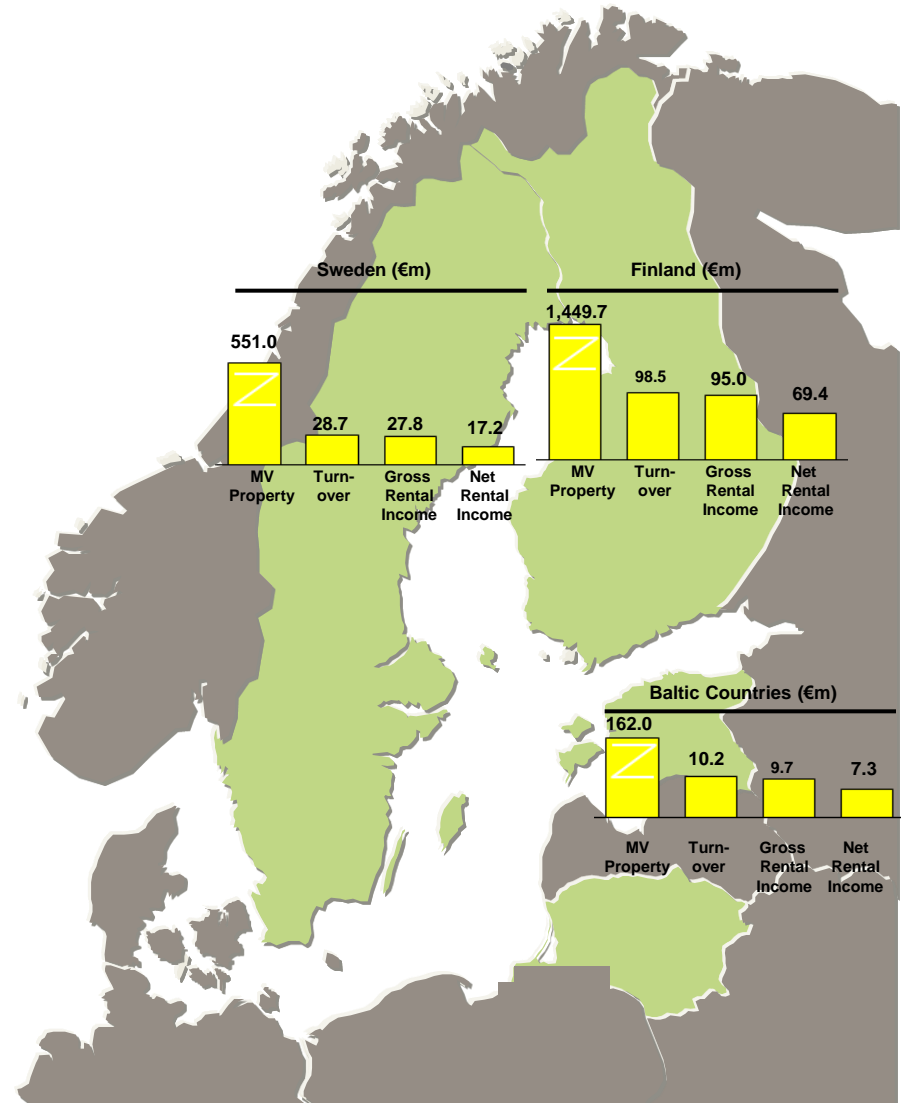 Sweden (€m)
551.0
28.7
27.8
17.2
MV
Property
Turn-
over
Gross
Rental
Income
Net
Rental
Income
Finland (€m)
1,449.7
98.5
95.0
69.4
MV
Property
Turn-
over
Gross
Rental
Income
Net
Rental
Income
Baltic Countries (€m)
162.0
10.2
9.7
7.3
MV
Property
Turn-
over
Gross
Rental
Income
Net
Rental
Income